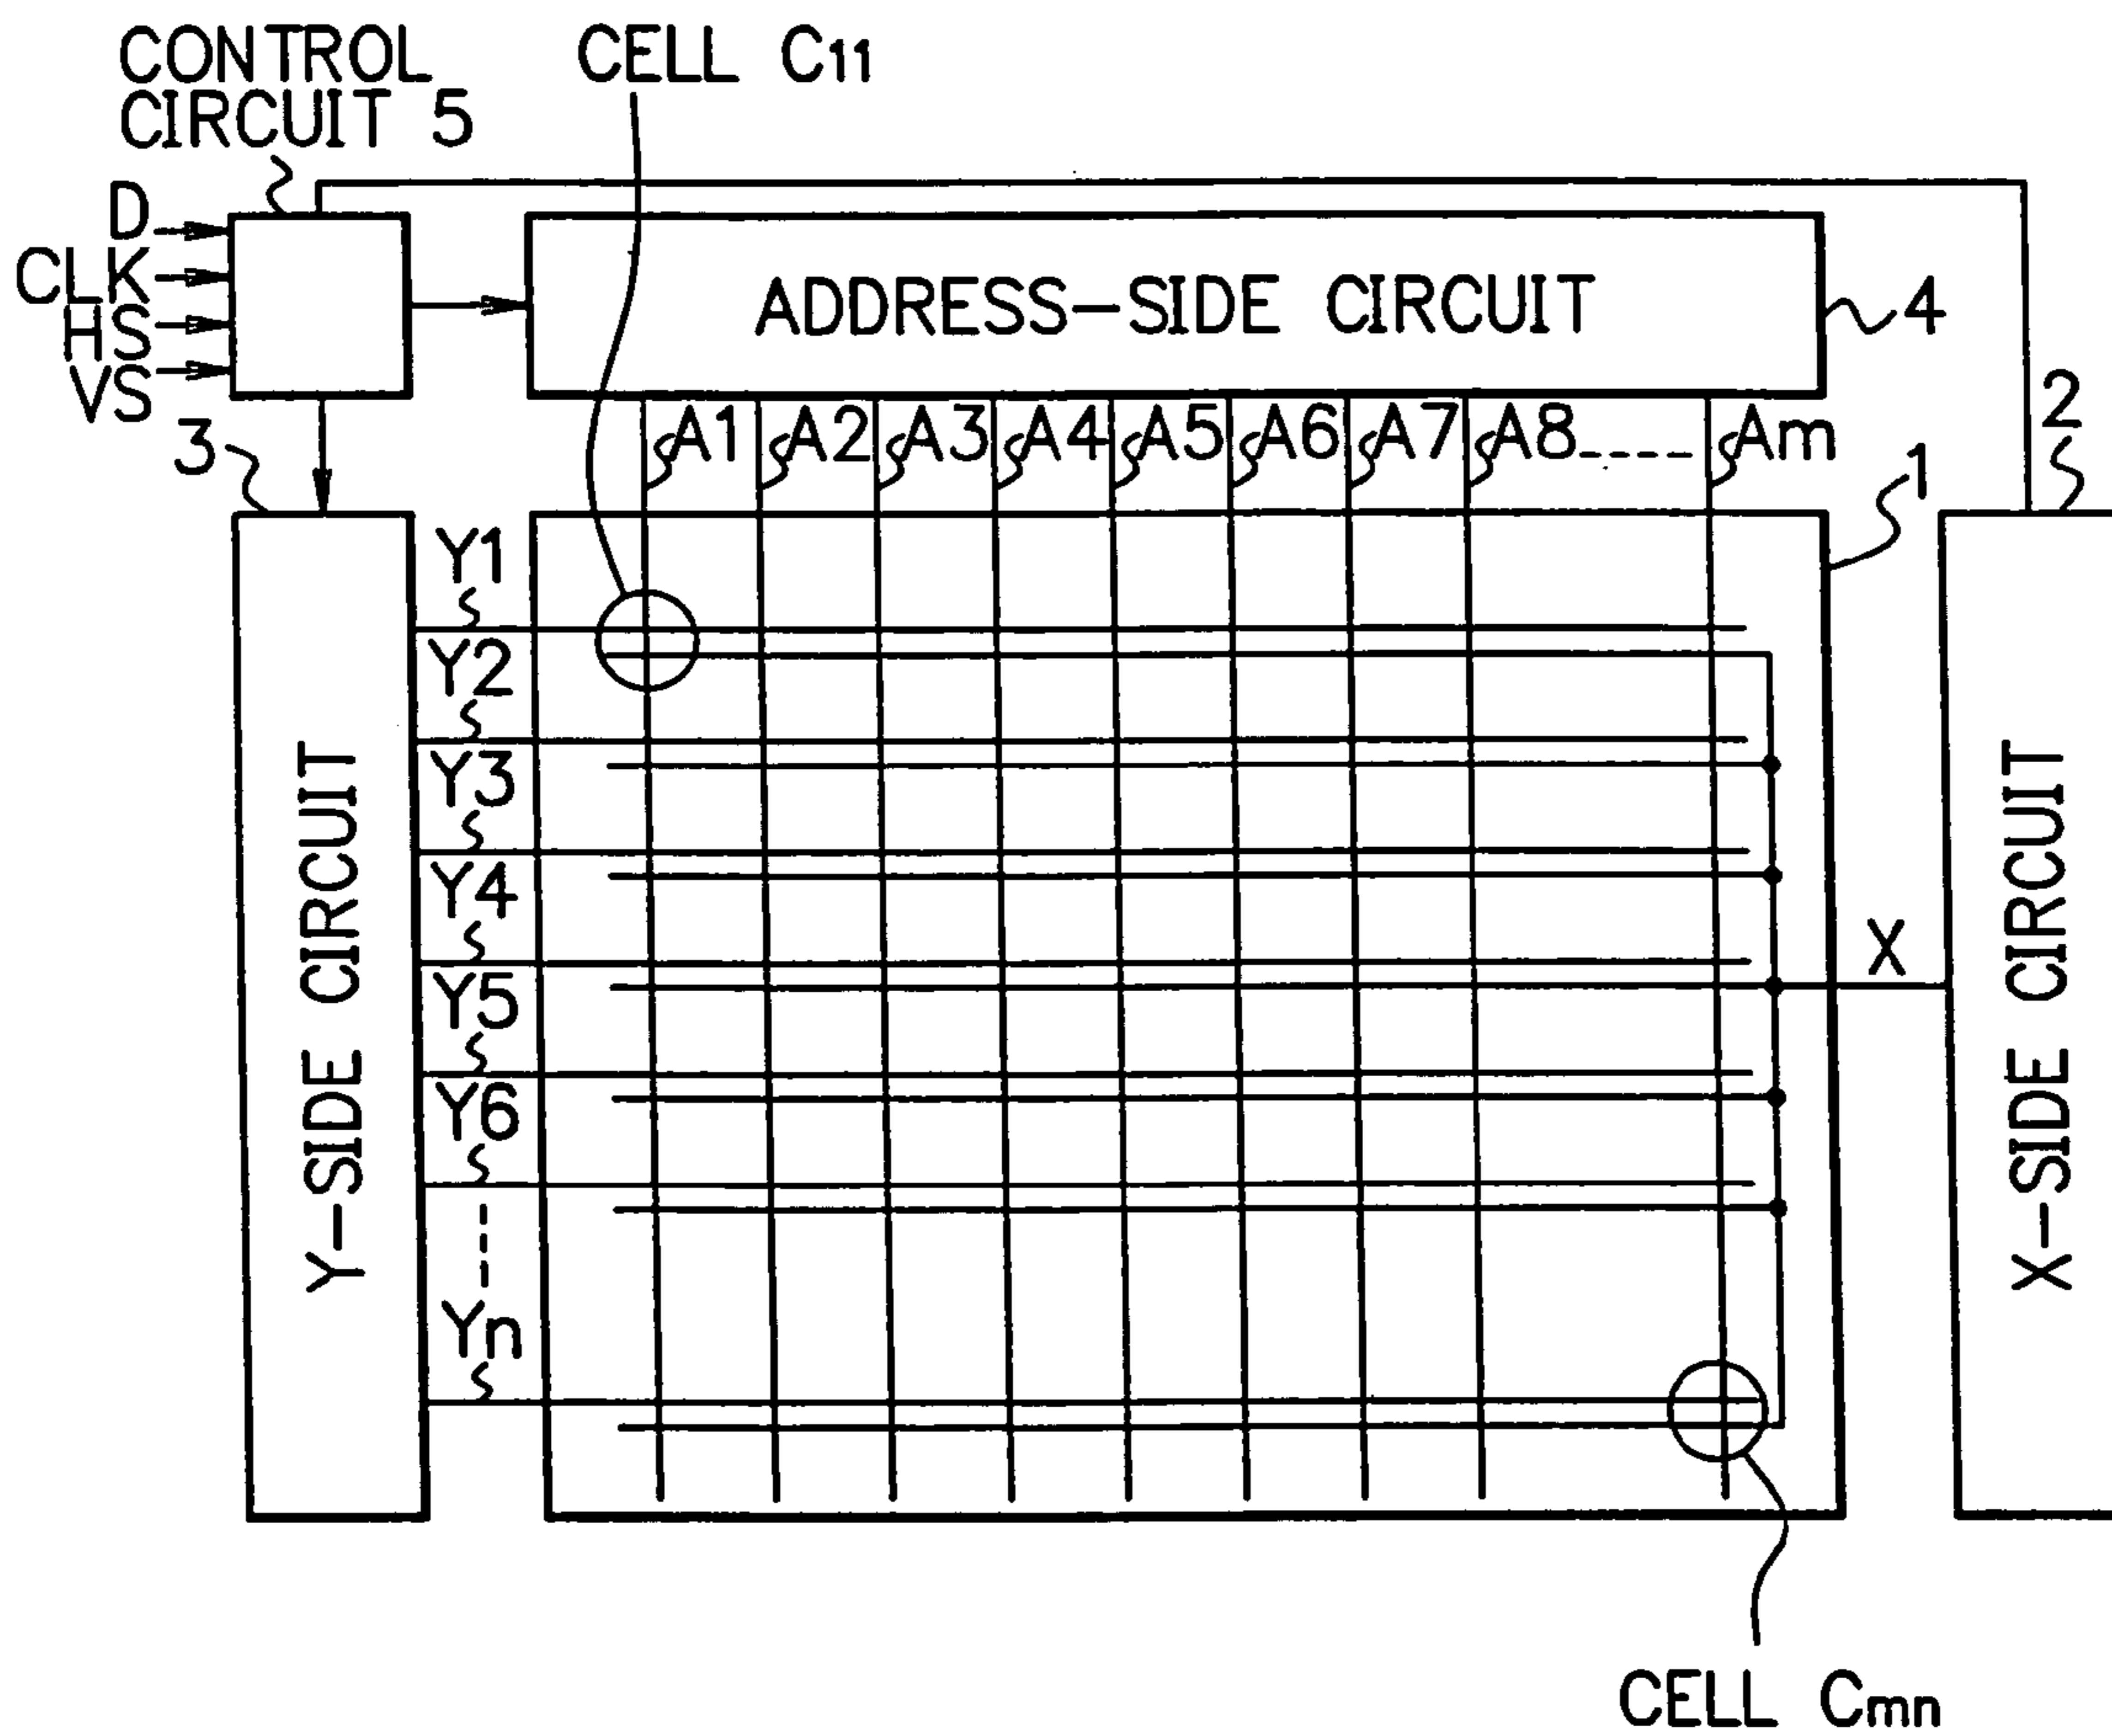 CONTROL
CIRCUIT 5
CELL C11
D
CLK
HS
VS
ADDRESS-SIDE CIRCUIT
4
3
A1 A2 A3 A4 A5 A6 A7 A8---- Am
2
1
Y1
Y2
Y3
Y4
Y5
Y6
Yn
Y-SIDE CIRCUIT
X
X-SIDE CIRCUIT
CELL Cmn